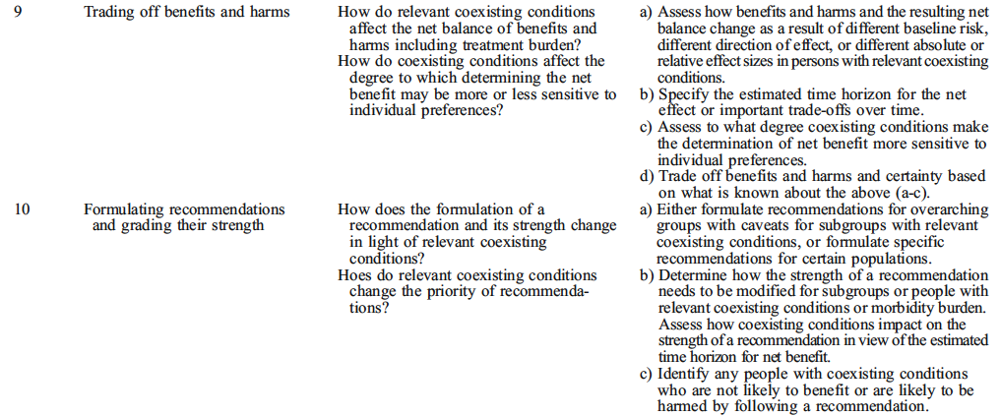 9
Trading off benefits and harms
How do relevant coexisting conditions
affect the net balance of benefits and
harms including treatment burden?
How do coexisting conditions affect the
degree to which determining the net
benefit may be more or less sensitive to
individual preferences?
a) Assess how benefits and harms and the resulting net
balance change as a result of different baseline risk,
different direction of effect, or different absolute or
relative effect sizes in persons with relevant coexisting
conditions.
b) Specify the estimated time horizon for the net
effect or important trade-offs over time.
c) Assess to what degree coexisting conditions make
the determination of net benefit more sensitive to
individual preferences.
d) Trade off benefits and harms and certainty based
on what is known about the above (a-c).
10
Formulating recommendations
and grading their strength
How does the formulation of a
recommendation and its strength change
in light of relevant coexisting
conditions?
Hoes do relevant coexisting conditions
change the priority of recommenda-
tions?
a) Either formulate recommendations for overarching
groups with caveats for subgroups with relevant
coexisting conditions, or formulate specific
recommendations for certain populations.
b) Determine how the strength of a recommendation
needs to be modified for subgroups or people with
relevant coexisting conditions or morbidity burden.
Assess how coexisting conditions impact on the
strength of a recommendation in view of the estimated
time horizon for net benefit.
c) Identify any people with coexisting conditions
who are not likely to benefit or are likely to be
harmed by following a recommendation.